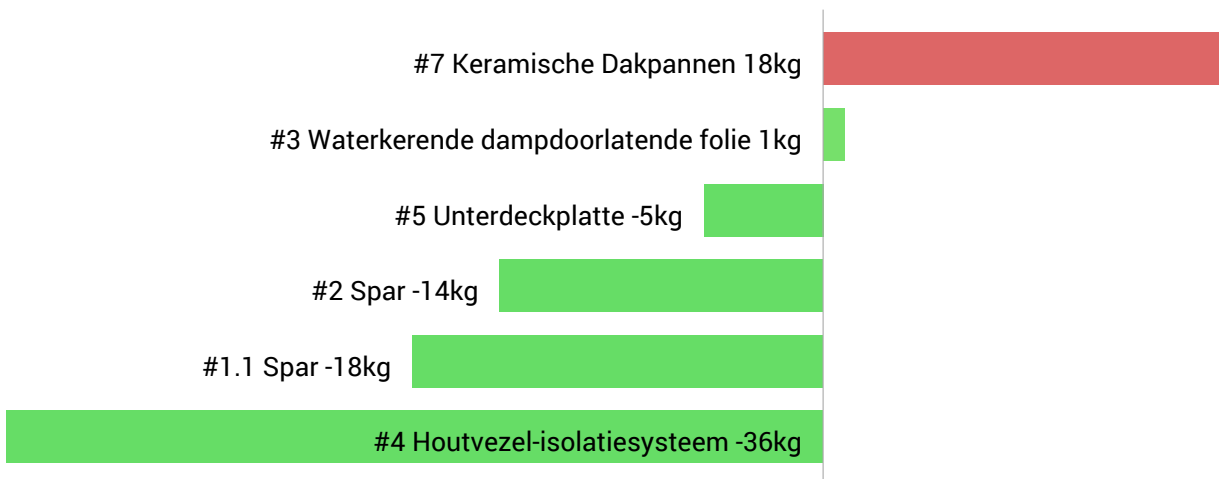 #7 Keramische Dakpannen 18kg
#3 Waterkerende dampdoorlatende folie 1kg
#5 Unterdeckplatte -5kg
#2 Spar -14kg
#1.1 Spar -18kg
#4 Houtvezel-isolatiesysteem -36kg